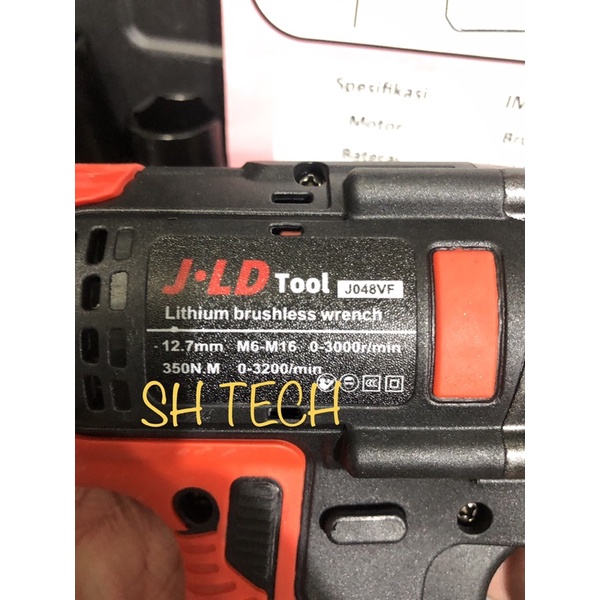 Spesifikasi
Motor
Baterai
J·LD Tool J048VF
Lithium brushless wrench
12.7mm M6-M16 0-3000r/min
350N.M 0-3200/min
SH TECH